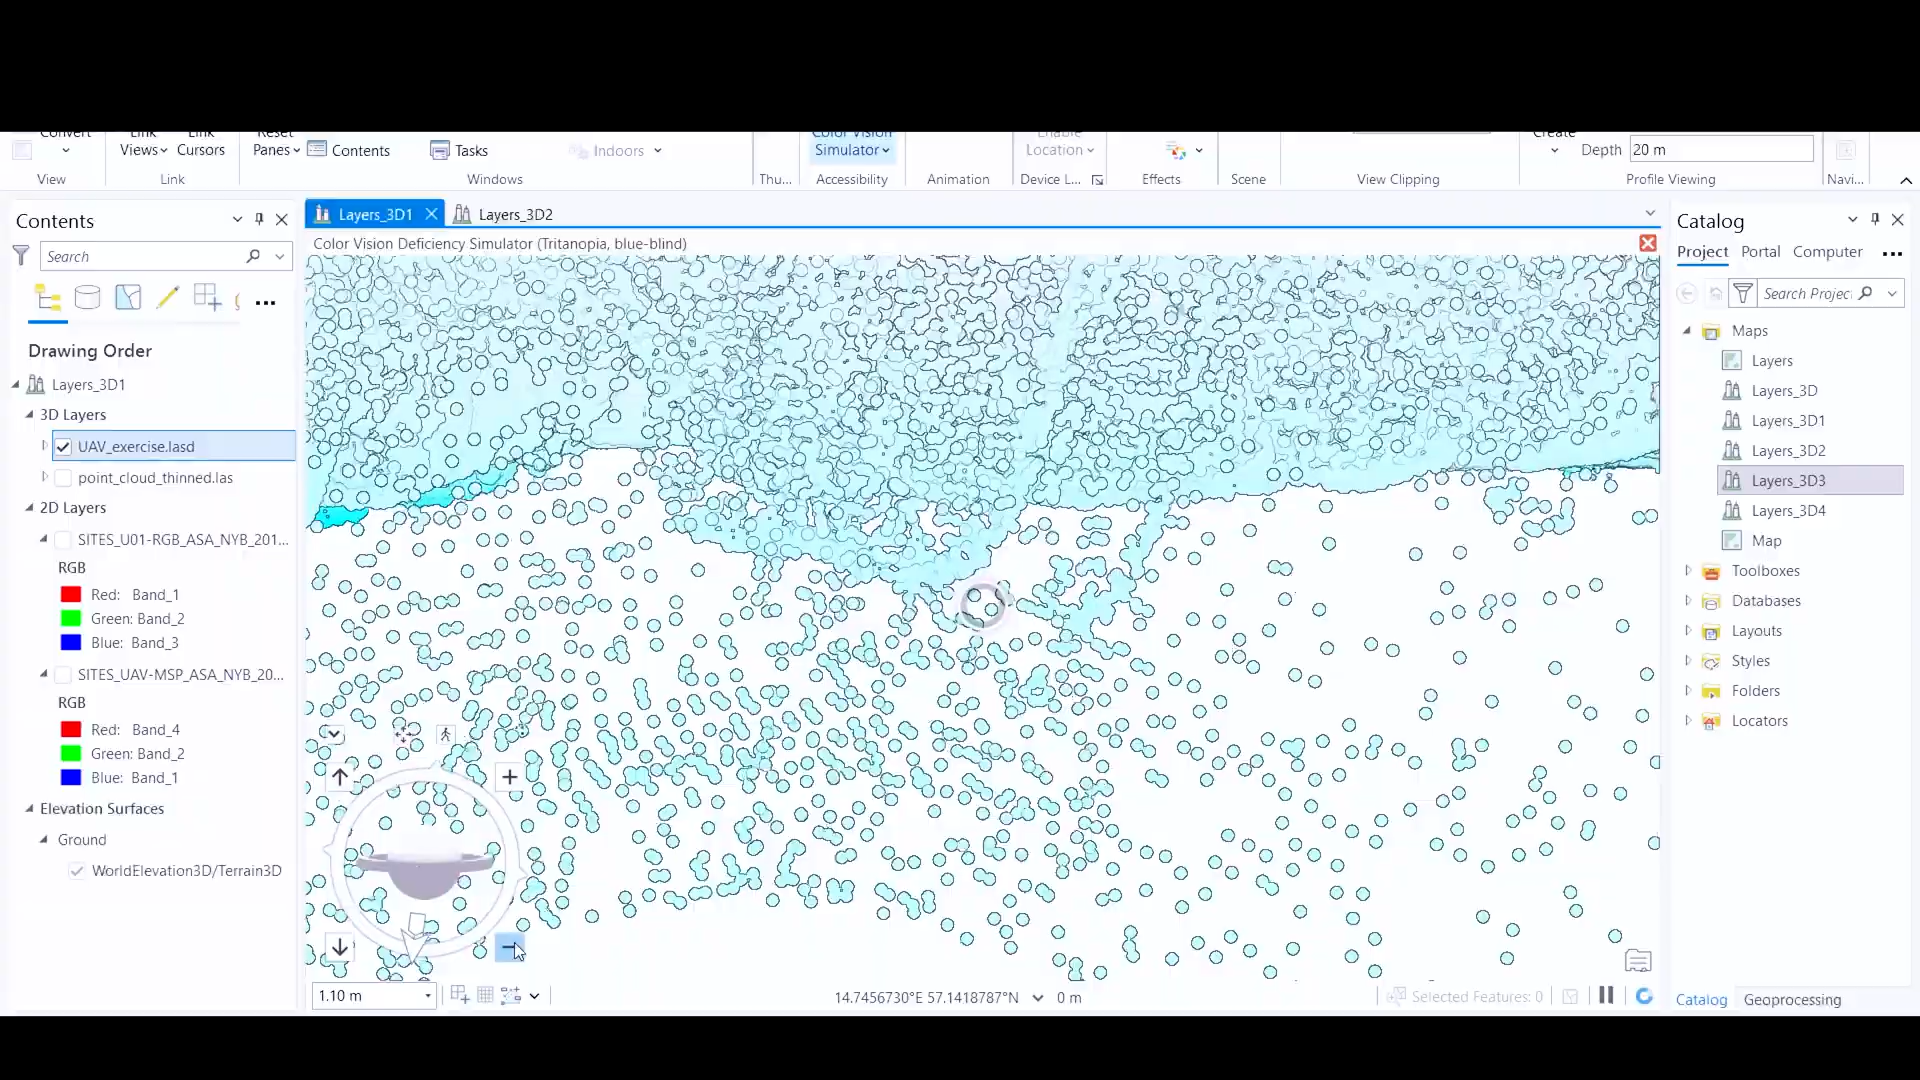 Convert
Link
Link
Reset
Color Vision
Enable
Create
Views
Cursors
Panes
Contents
Tasks
Indoors
Simulator
Location
Depth
20 m
View
Link
Windows
Thu...
Accessibility
Animation
Device L...
Effects
Scene
View Clipping
Profile Viewing
Navi...
Contents
Search
Drawing Order
Layers_3D1
3D Layers
UAV_exercise.lasd
point_cloud_thinned.las
2D Layers
SITES_U01-RGB_ASA_NYB_201...
RGB
Red: Band_1
Green: Band_2
Blue: Band_3
SITES_UAV-MSP_ASA_NYB_20...
RGB
Red: Band_4
Green: Band_2
Blue: Band_1
Elevation Surfaces
Ground
WorldElevation3D/Terrain3D
Layers_3D1
Layers_3D2
Color Vision Deficiency Simulator (Tritanopia, blue-blind)
1.10 m
14.7456730°E 57.1418787°N
0 m
Selected Features: 0
Catalog
Project
Portal
Computer
Search Projec
Maps
Layers
Layers_3D
Layers_3D1
Layers_3D2
Layers_3D3
Layers_3D4
Map
Toolboxes
Databases
Layouts
Styles
Folders
Locators
Catalog
Geoprocessing